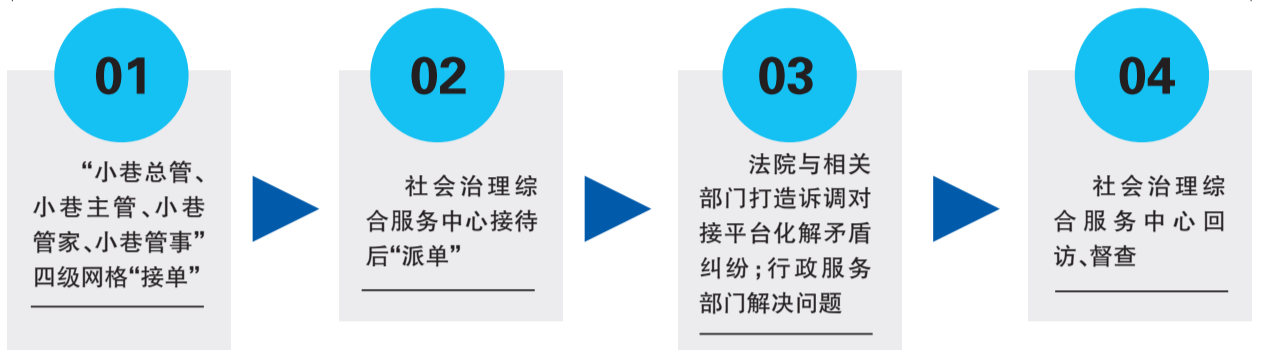 01
“小巷总管、
小巷主管、小巷
管家、小巷管事”
四级网格“接单”
02
社会治理综
合服务中心接待
后“派单”
03
法院与相关
部门打造诉调对
接平台化解矛盾
纠纷；行政服务
部门解决问题
04
社会治理综
合服务中心回
访、督查